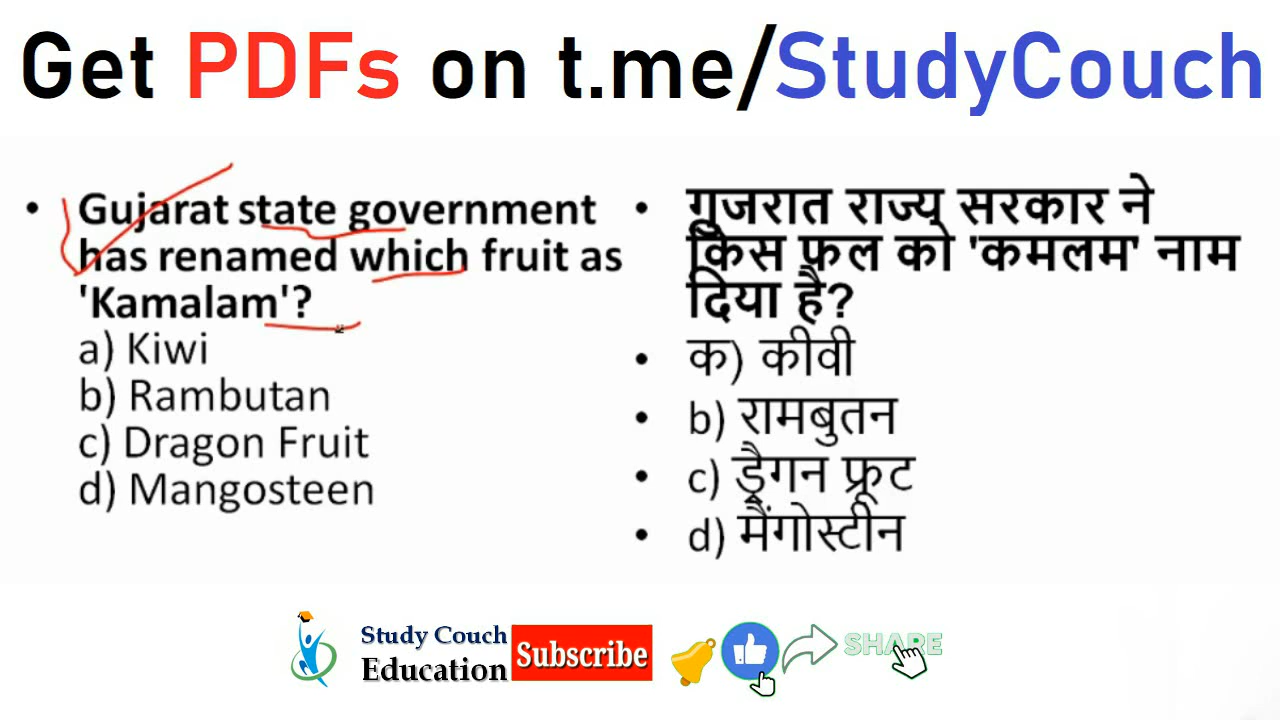 Get PDFs on t.me/StudyCouch
• Gujarat state government
has renamed which fruit as
'Kamalam'?
a) Kiwi
b) Rambutan
c) Dragon Fruit
d) Mangosteen
• गुजरात राज्य सरकार ने
किस फल को 'कमलम' नाम
दिया है?
• क) कीवी
• b) रामबुतन
• c) ड्रैगन फ्रूट
• d) मैंगोस्टीन
Study Couch
Education
Subscribe
SHARE